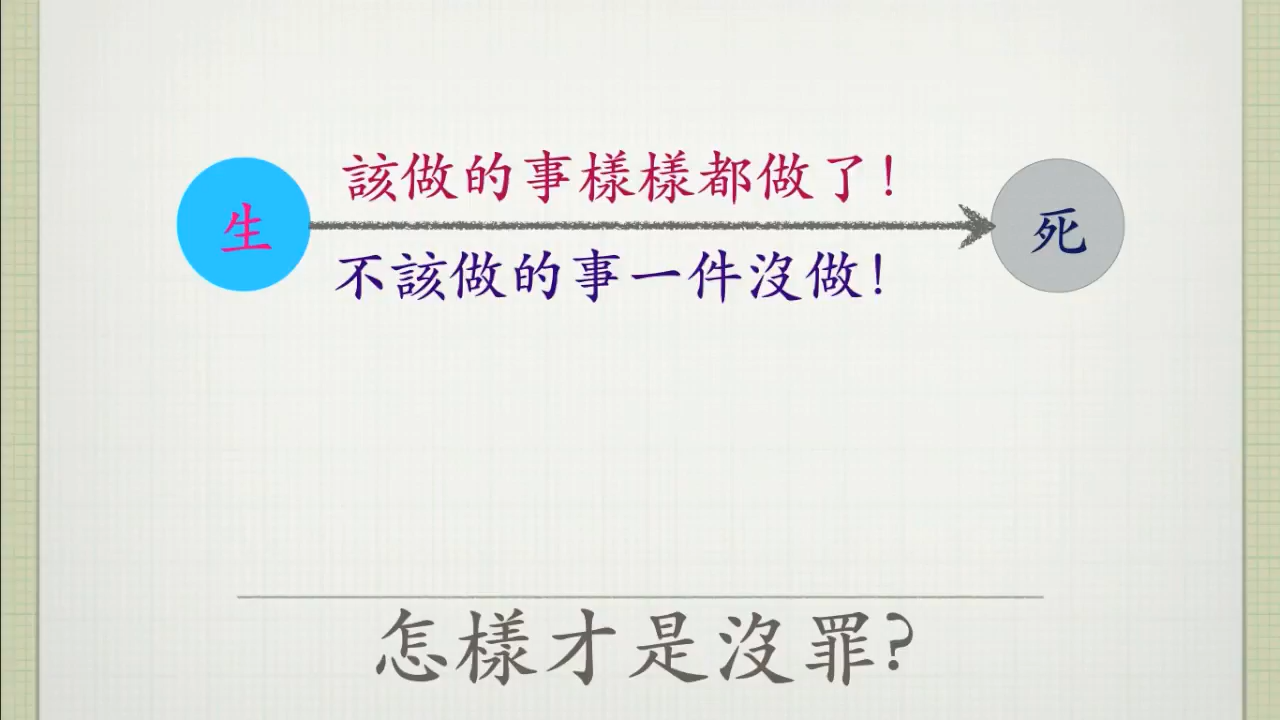 該做的事樣樣都做了!
生
死
不該做的事一件沒做!
怎樣才是沒罪?